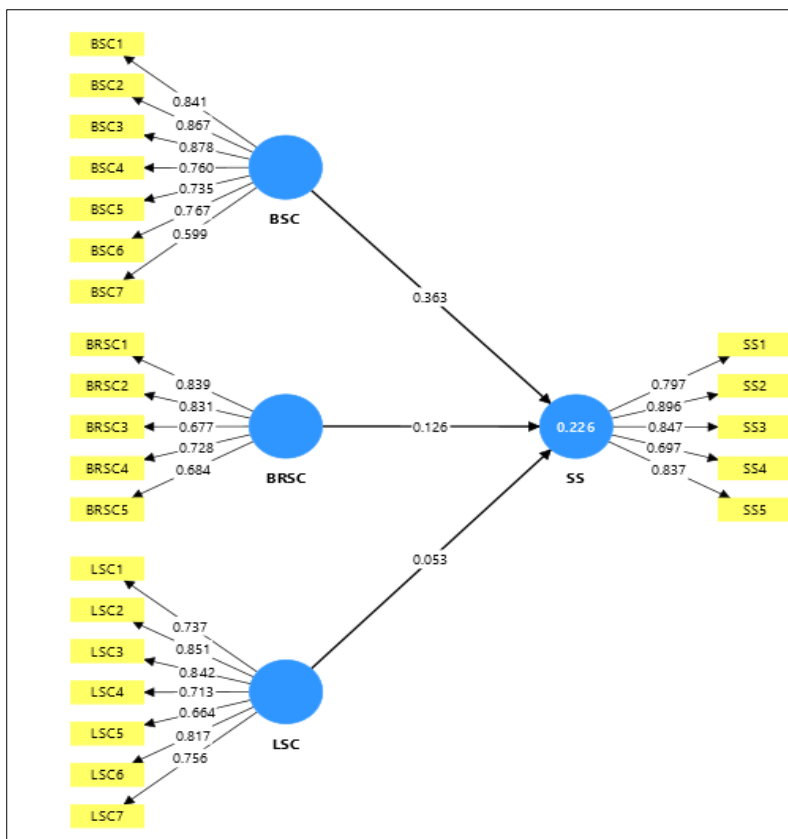 BSC1
BSC2
BSC3
BSC4
BSC5
BSC6
BSC7
0.841
0.867
0.878
0.760
0.735
0.767
0.599
BSC
0.363
BRSC1
BRSC2
BRSC3
BRSC4
BRSC5
0.839
0.831
0.677
0.728
0.684
BRSC
0.126
LSC1
LSC2
LSC3
LSC4
LSC5
LSC6
LSC7
0.737
0.851
0.842
0.713
0.664
0.817
0.756
LSC
0.053
0.226
SS
0.797
0.896
0.847
0.697
0.837
SS1
SS2
SS3
SS4
SS5